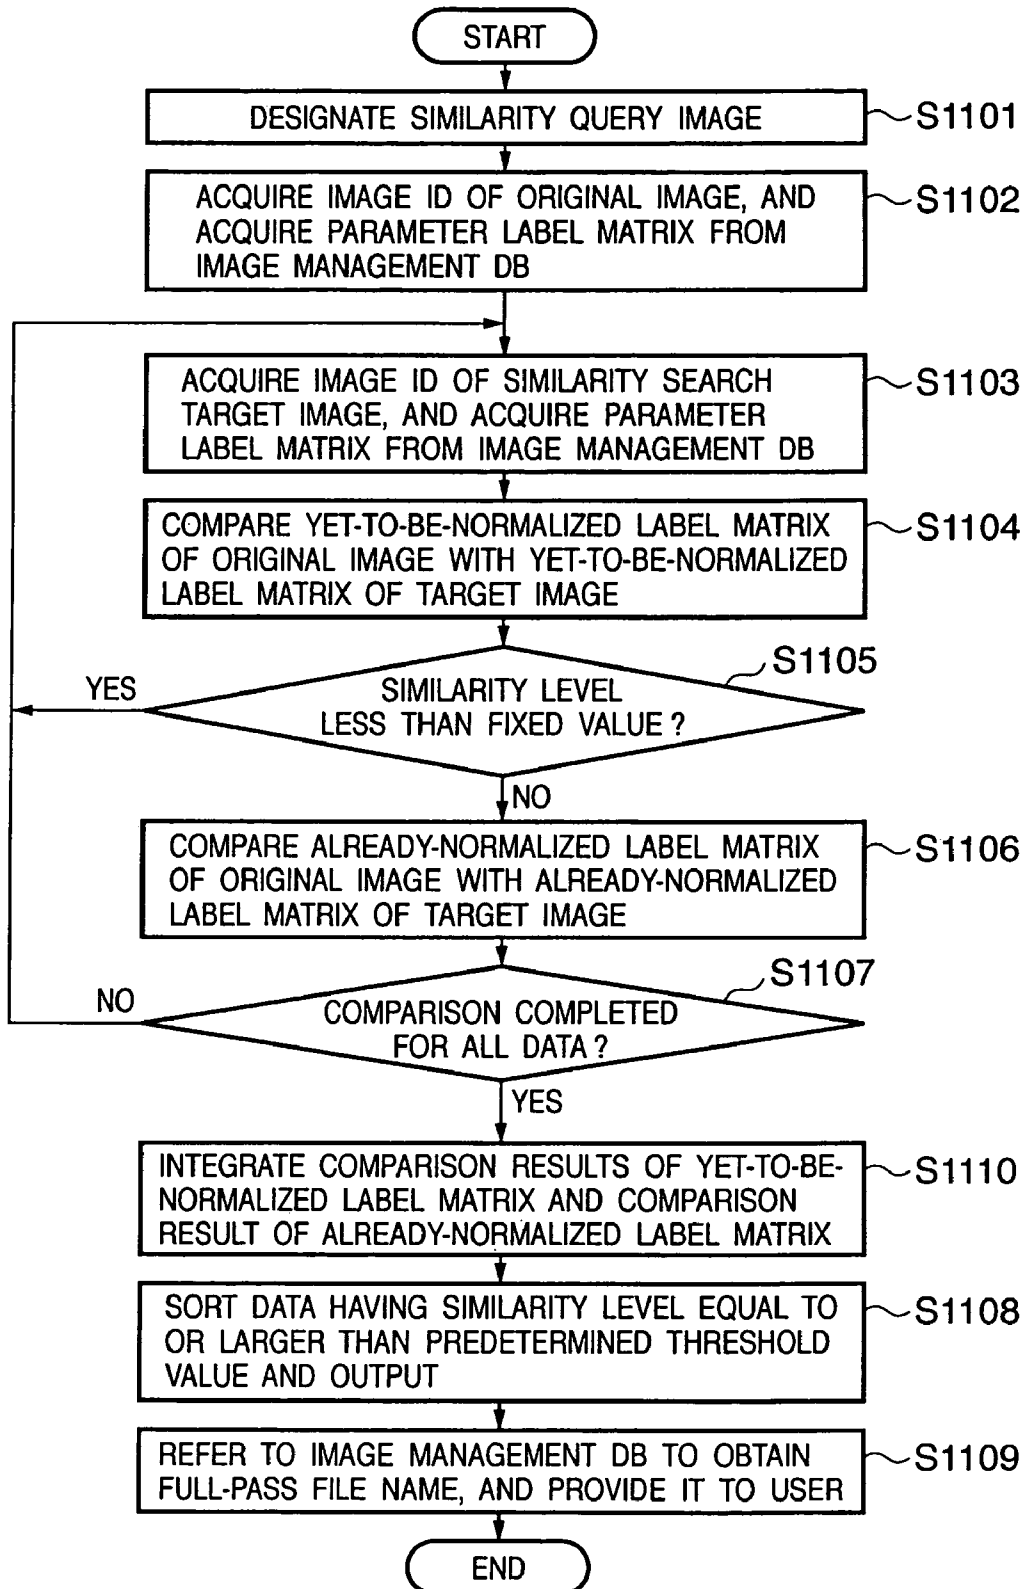 START
DESIGNATE SIMILARITY QUERY IMAGE
S1101
ACQUIRE IMAGE ID OF ORIGINAL IMAGE, AND
ACQUIRE PARAMETER LABEL MATRIX FROM
IMAGE MANAGEMENT DB
S1102
ACQUIRE IMAGE ID OF SIMILARITY SEARCH
TARGET IMAGE, AND ACQUIRE PARAMETER
LABEL MATRIX FROM IMAGE MANAGEMENT DB
S1103
COMPARE YET-TO-BE-NORMALIZED LABEL MATRIX
OF ORIGINAL IMAGE WITH YET-TO-BE-NORMALIZED
LABEL MATRIX OF TARGET IMAGE
S1104
S1105
YES
SIMILARITY LEVEL
LESS THAN FIXED VALUE?
NO
COMPARE ALREADY-NORMALIZED LABEL MATRIX
OF ORIGINAL IMAGE WITH ALREADY-NORMALIZED
LABEL MATRIX OF TARGET IMAGE
S1106
S1107
NO
COMPARISON COMPLETED
FOR ALL DATA?
YES
INTEGRATE COMPARISON RESULTS OF YET-TO-BE-
NORMALIZED LABEL MATRIX AND COMPARISON
RESULT OF ALREADY-NORMALIZED LABEL MATRIX
S1110
SORT DATA HAVING SIMILARITY LEVEL EQUAL TO
OR LARGER THAN PREDETERMINED THRESHOLD
VALUE AND OUTPUT
S1108
REFER TO IMAGE MANAGEMENT DB TO OBTAIN
FULL-PASS FILE NAME, AND PROVIDE IT TO USER
S1109
END